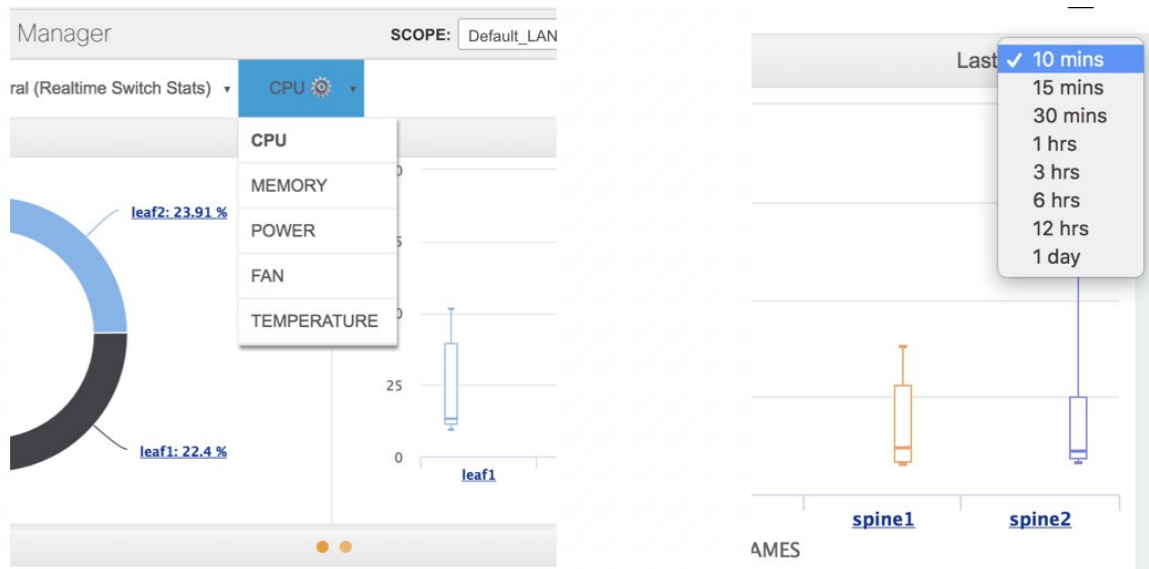 Manager
SCOPE: Default_LAN
ral (Realtime Switch Stats)
CPU
CPU
MEMORY
POWER
FAN
TEMPERATURE
leaf2: 23.91 %
leaf1: 22.4 %
25
0
leaf1
Last
✓ 10 mins
15 mins
30 mins
1 hrs
3 hrs
6 hrs
12 hrs
1 day
spine1
spine2
AMES